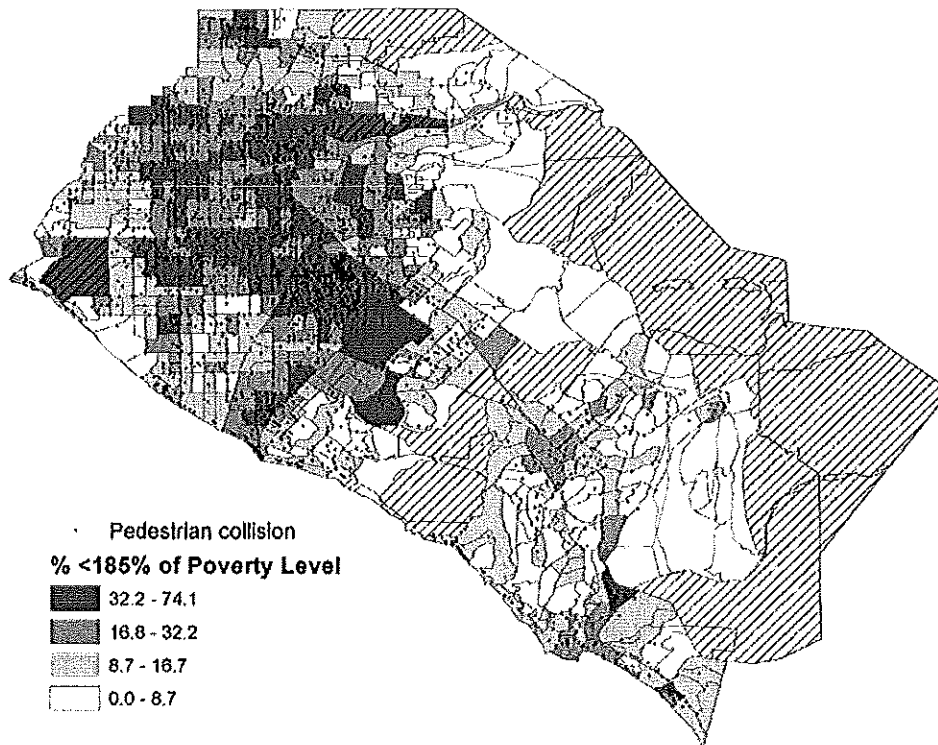 Pedestrian collision
% <185% of Poverty Level
32.2 - 74.1
16.8 - 32.2
8.7 - 16.7
0.0 - 8.7